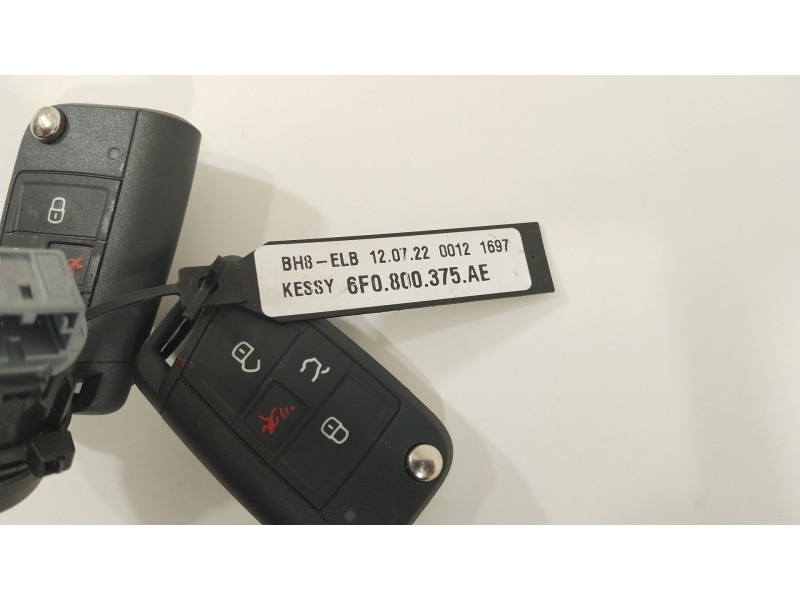 BH8-ELB 12.07.22 0012 1697
KESSY 6F0.800.375.AE